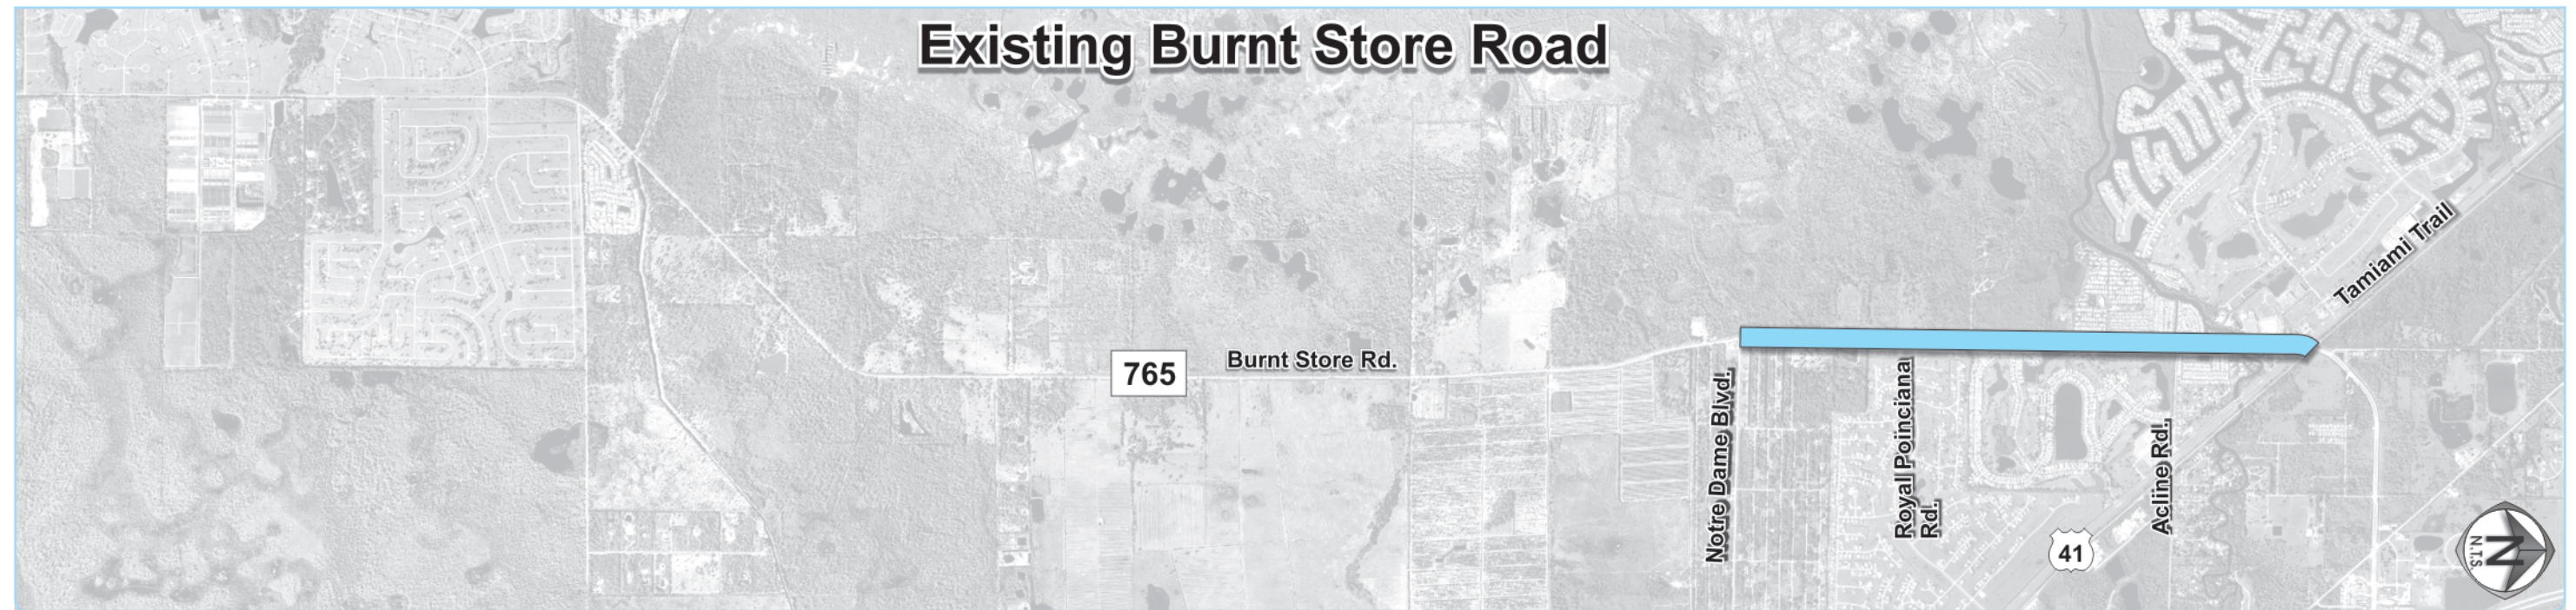 Existing Burnt Store Road
Tamiami Trail
765
Burnt Store Rd.
Notre Dame Blvd.
Royal Poinciana
Rd.
Acline Rd.
41
N
N.T.S.